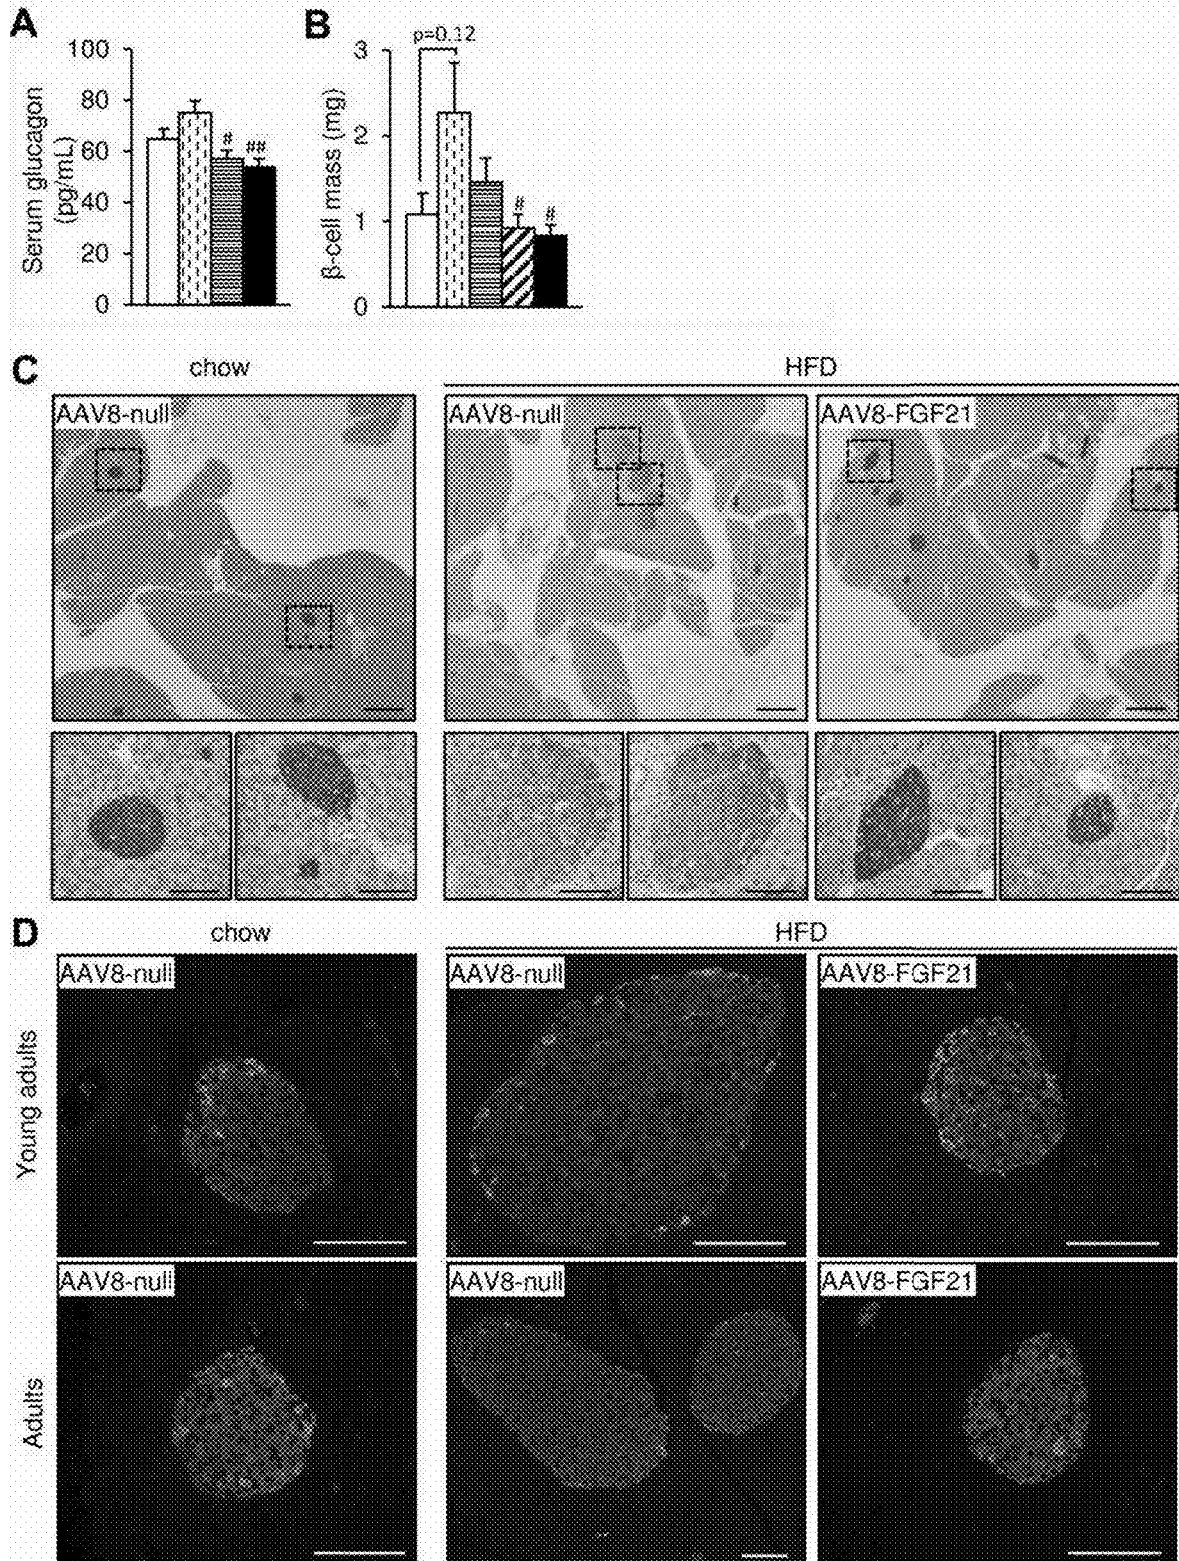 A
B
100
80
60
40
20
0
Serum glucagon
(pg/mL)
#
##
p=0.12
3
2
1
0
β-cell mass (mg)
#
#
C
chow
HFD
AAV8-null
AAV8-null
AAV8-FGF21
D
chow
HFD
Young adults
AAV8-null
AAV8-null
AAV8-FGF21
Adults
AAV8-null
AAV8-null
AAV8-FGF21